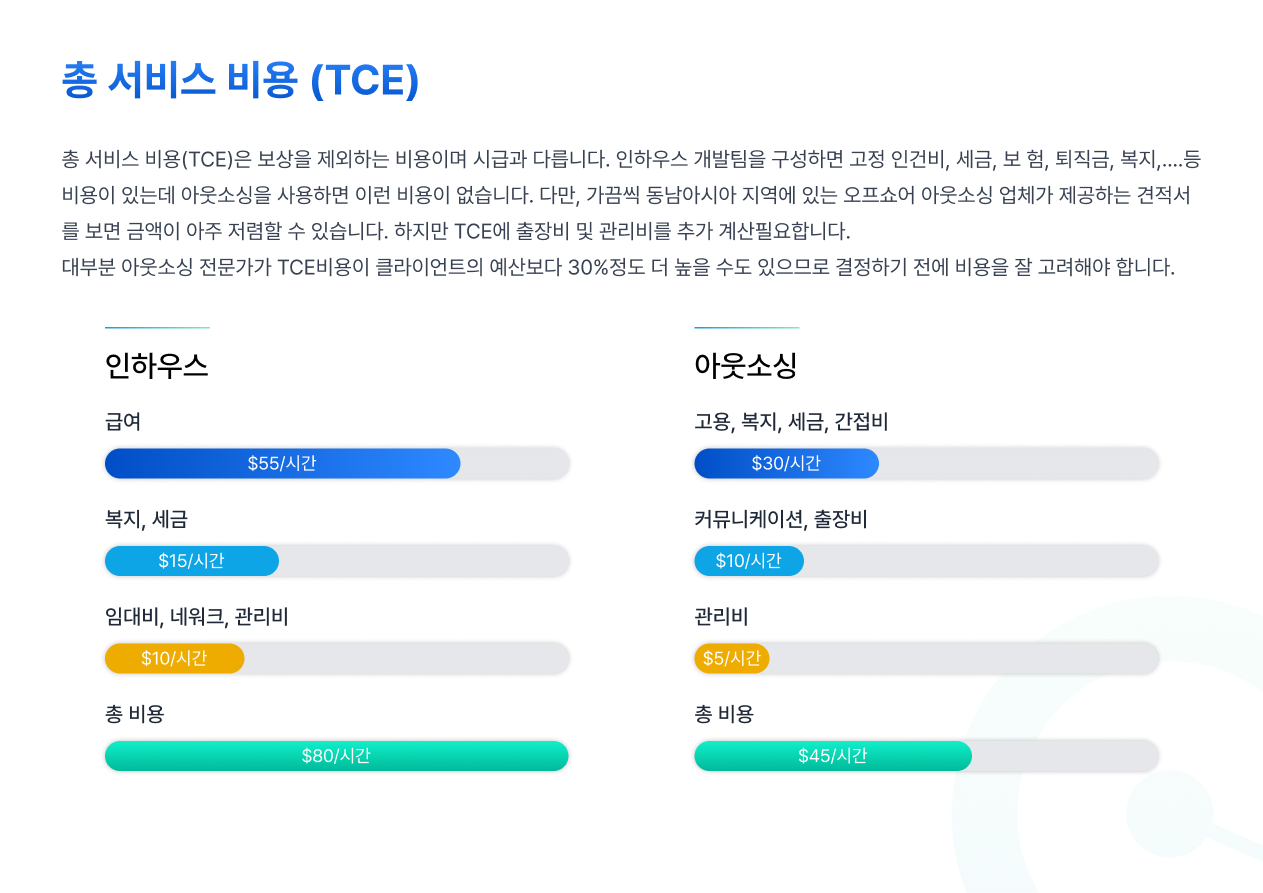 총 서비스 비용 (TCE)
총 서비스 비용(TCE)은 보상을 제외하는 비용이며 시급과 다릅니다. 인하우스 개발팀을 구성하면 고정 인건비, 세금, 보 험, 퇴직금, 복지,....등
비용이 있는데 아웃소싱을 사용하면 이런 비용이 없습니다. 다만, 가끔씩 동남아시아 지역에 있는 오프쇼어 아웃소싱 업체가 제공하는 견적서
를 보면 금액이 아주 저렴할 수 있습니다. 하지만 TCE에 출장비 및 관리비를 추가 계산필요합니다.
대부분 아웃소싱 전문가가 TCE비용이 클라이언트의 예산보다 30%정도 더 높을 수도 있으므로 결정하기 전에 비용을 잘 고려해야 합니다.
인하우스
급여
$55/시간
복지, 세금
$15/시간
임대비, 네워크, 관리비
$10/시간
총 비용
$80/시간
아웃소싱
고용, 복지, 세금, 간접비
$30/시간
커뮤니케이션, 출장비
$10/시간
관리비
$5/시간
총 비용
$45/시간